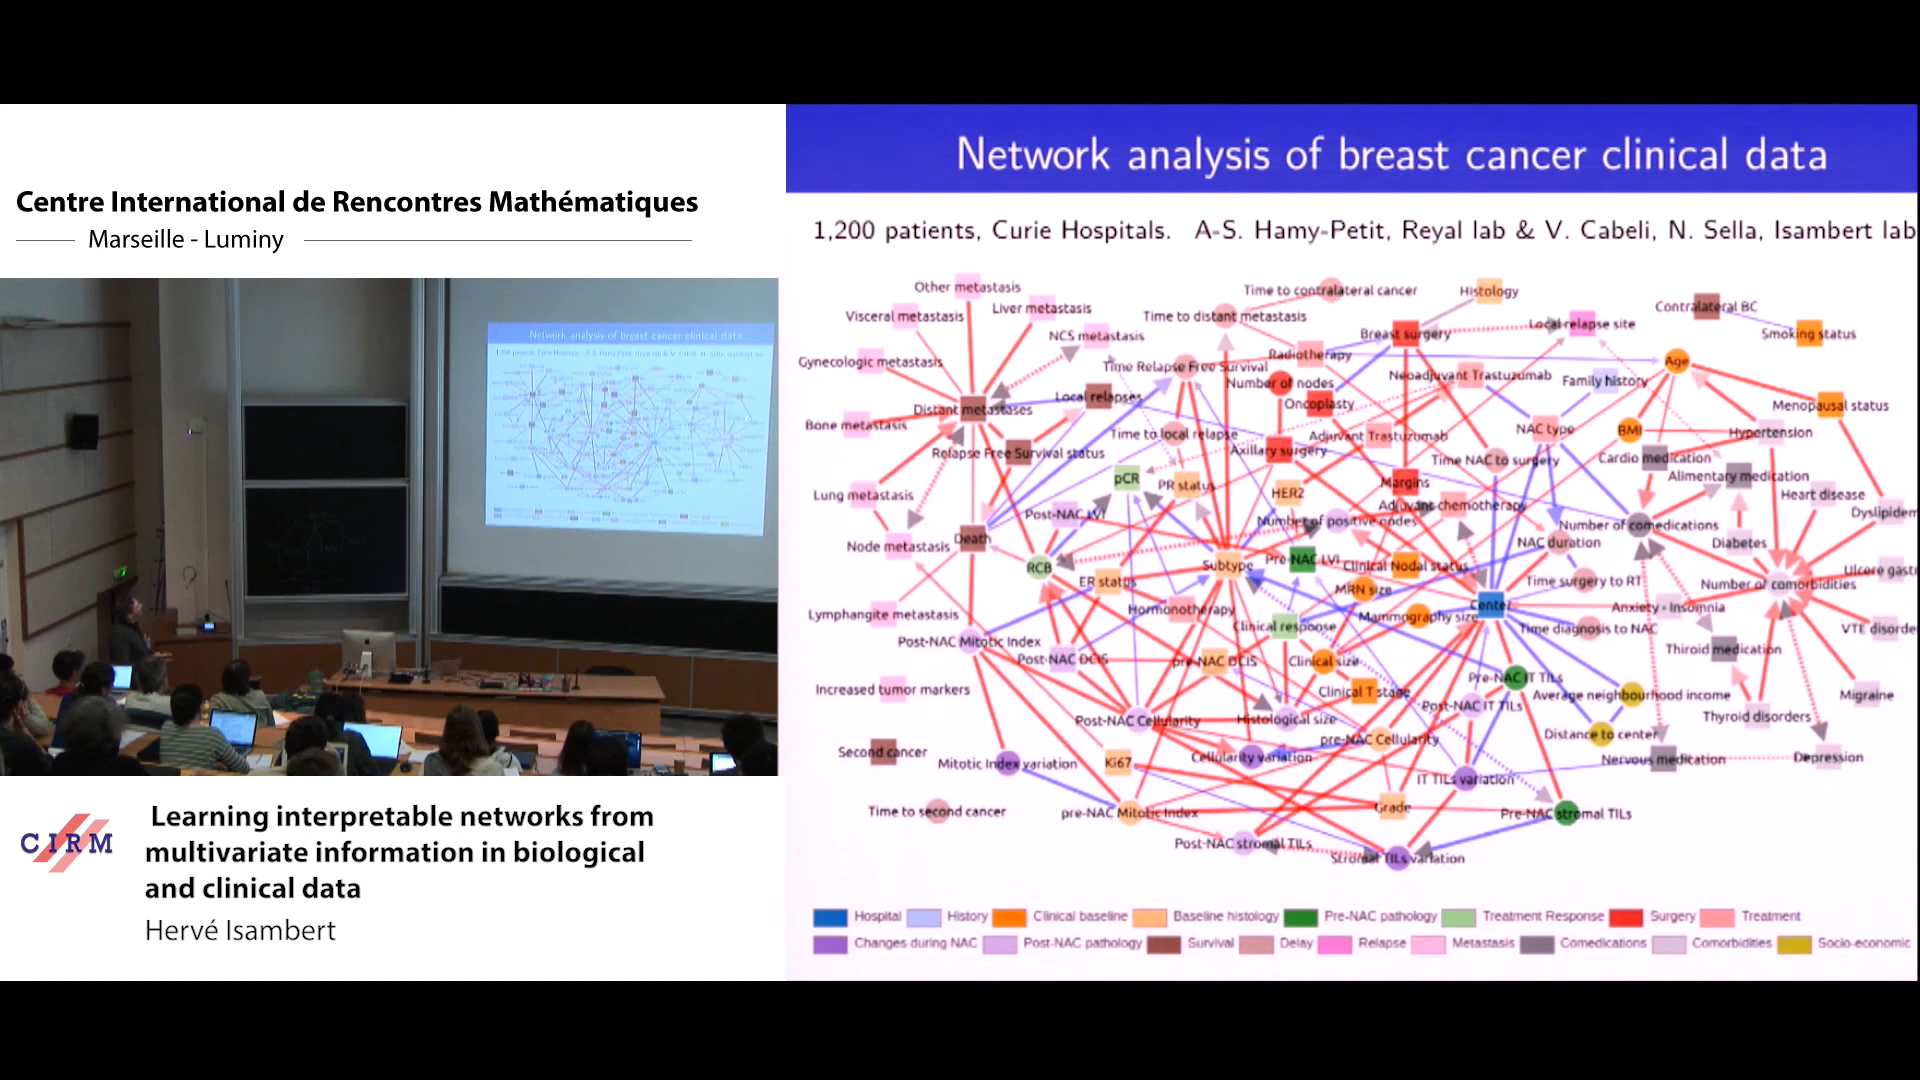 Centre International de Rencontres Mathématiques
Marseille - Luminy
CIRM
Learning interpretable networks from
multivariate information in biological
and clinical data
Hervé Isambert
Network analysis of breast cancer clinical data
1,200 patients, Curie Hospitals. A-S. Hamy-Petit, Reyal lab & V. Cabeli, N. Sella, Isambert lab
Other metastasis
Time to contralateral cancer
Histology
Visceral metastasis
Liver metastasis
Time to distant metastasis
Contralateral BC
NCS metastasis
Breast surgery
Local relapse site
Smoking status
Gynecologic metastasis
Time Relapse Free Survival
Radiotherapy
Age
Number of nodes
Neoadjuvant Trastuzumab
Family history
Distant metastases
Local relapses
Oncoplasty
Menopausal status
Bone metastasis
Time to local relapse
Adjuvant Trastuzumab
NAC type
BMI
Hypertension
Relapse Free Survival status
Axillary surgery
Time NAC to surgery
Cardio medication
Lung metastasis
pCR
PR status
HER2
Margins
Alimentary medication
Heart disease
Post-NAC LVI
Number of positive nodes
Adjuvant chemotherapy
Number of comedications
Dyslipidem
Node metastasis
Death
NAC duration
Diabetes
RCB
Subtype
Pre-NAC LVI
Clinical Nodal status
Ulcere gastr
ER status
MRN size
Time surgery to RT
Number of comorbidities
Lymphangite metastasis
Hormonotherapy
Mammography size
Center
Anxiety - Insomnia
Clinical response
Time diagnosis to NAC
VTE disorde
Post-NAC Mitotic Index
Post-NAC DCIS
pre-NAC DCIS
Clinical size
Thiroid medication
Increased tumor markers
Clinical T stage
Pre-NAC IT TILs
Average neighbourhood income
Migraine
Post-NAC Cellularity
Histological size
Post-NAC IT TILs
Thyroid disorders
Second cancer
Mitotic Index variation
Ki67
Cellularity variation
pre-NAC Cellularity
Distance to center
Nervous medication
Depression
IT TILs variation
Time to second cancer
pre-NAC Mitotic Index
Grade
Pre-NAC stromal TILs
Post-NAC stromal TILs
Stromal TILs variation
Hospital History Clinical baseline Baseline histology Pre-NAC pathology Treatment Response Surgery Treatment
Changes during NAC Post-NAC pathology Survival Delay Relapse Metastasis Comedications Comorbidities Socio-economic